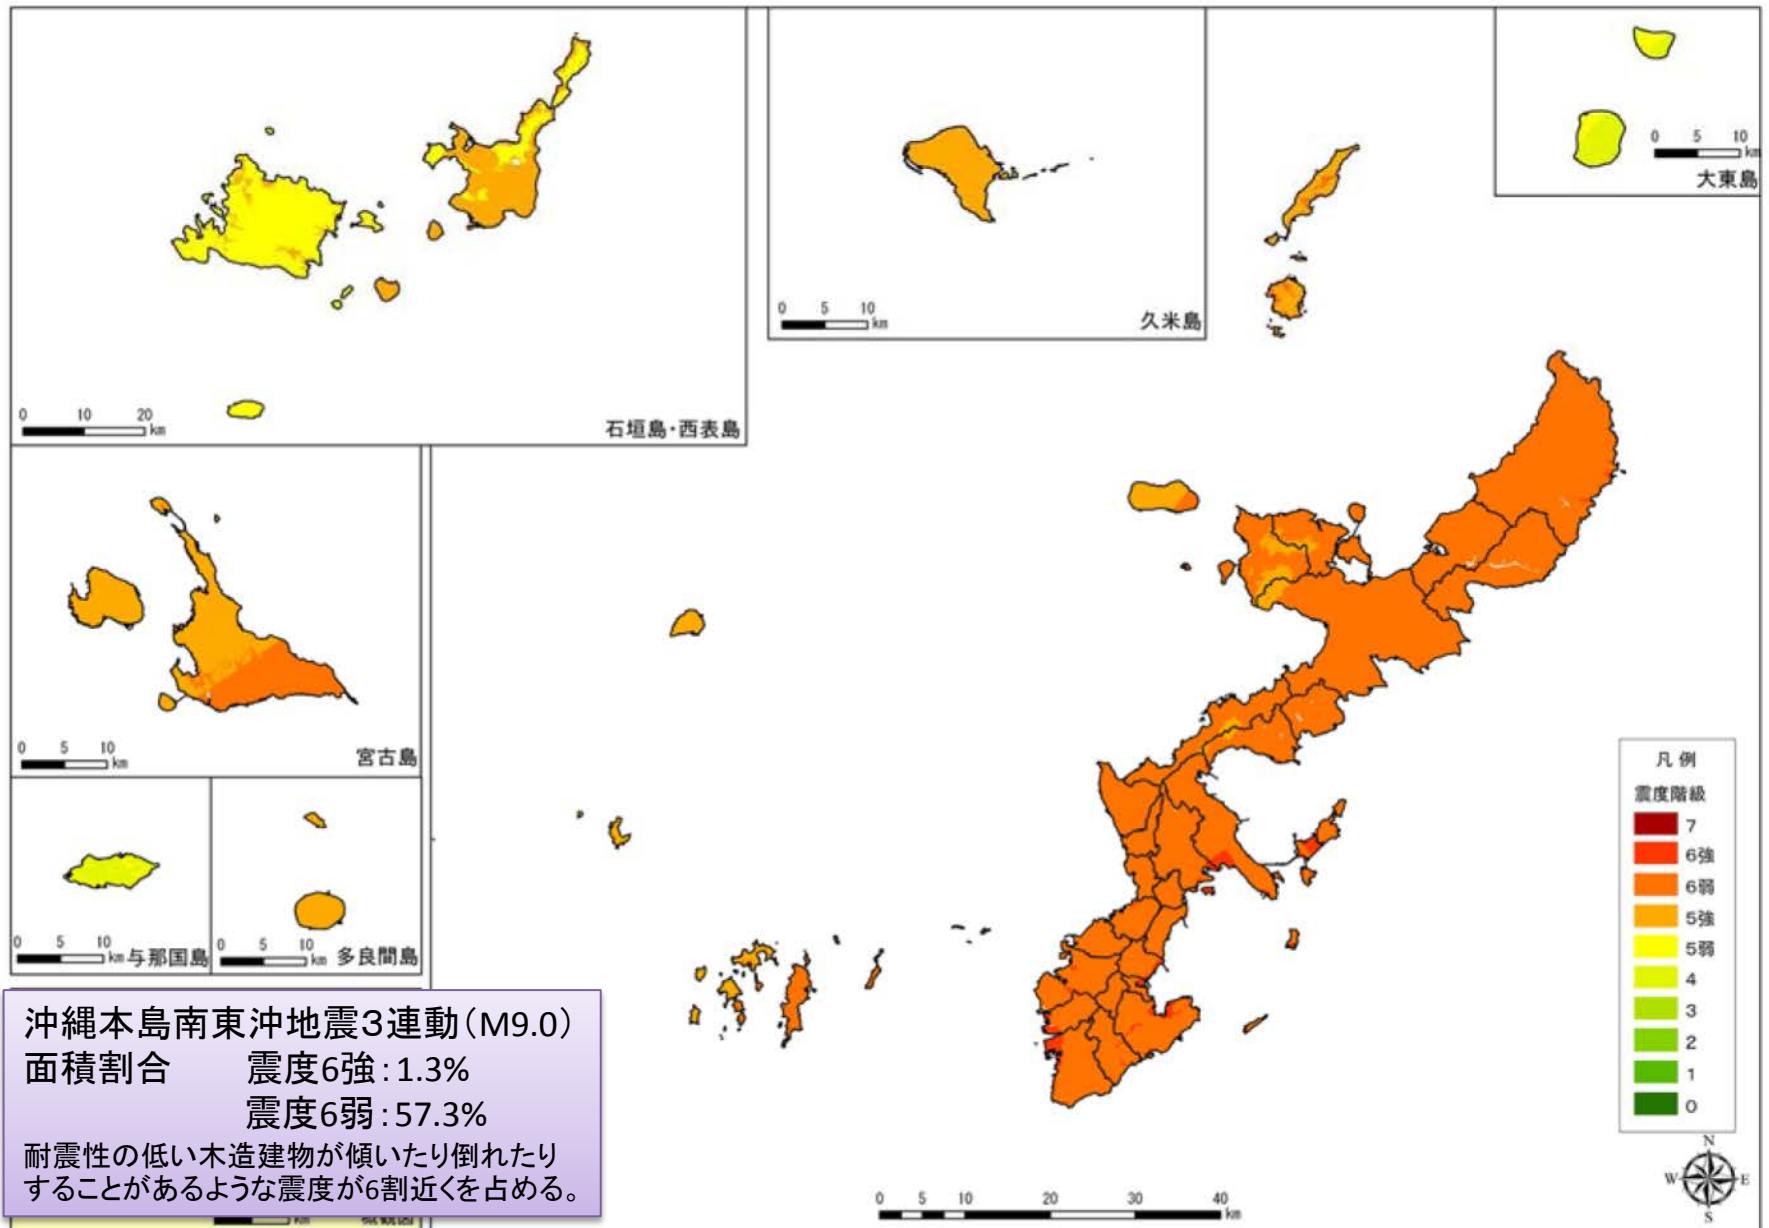 0 10 20 km
石垣島・西表島
0 5 10 km
久米島
0 5 10 km
大東島
0 5 10 km
宮古島
0 5 10 km
与那国島
0 5 10 km
多良間島
凡例
震度階級
7
6強
6弱
5強
5弱
4
3
2
1
0
N
W E
S
0 5 10 20 30 40 km
沖縄本島南東沖地震3連動(M9.0)
面積割合 震度6強:1.3%
震度6弱:57.3%
耐震性の低い木造建物が傾いたり倒れたり
することがあるような震度が6割近くを占める。
km